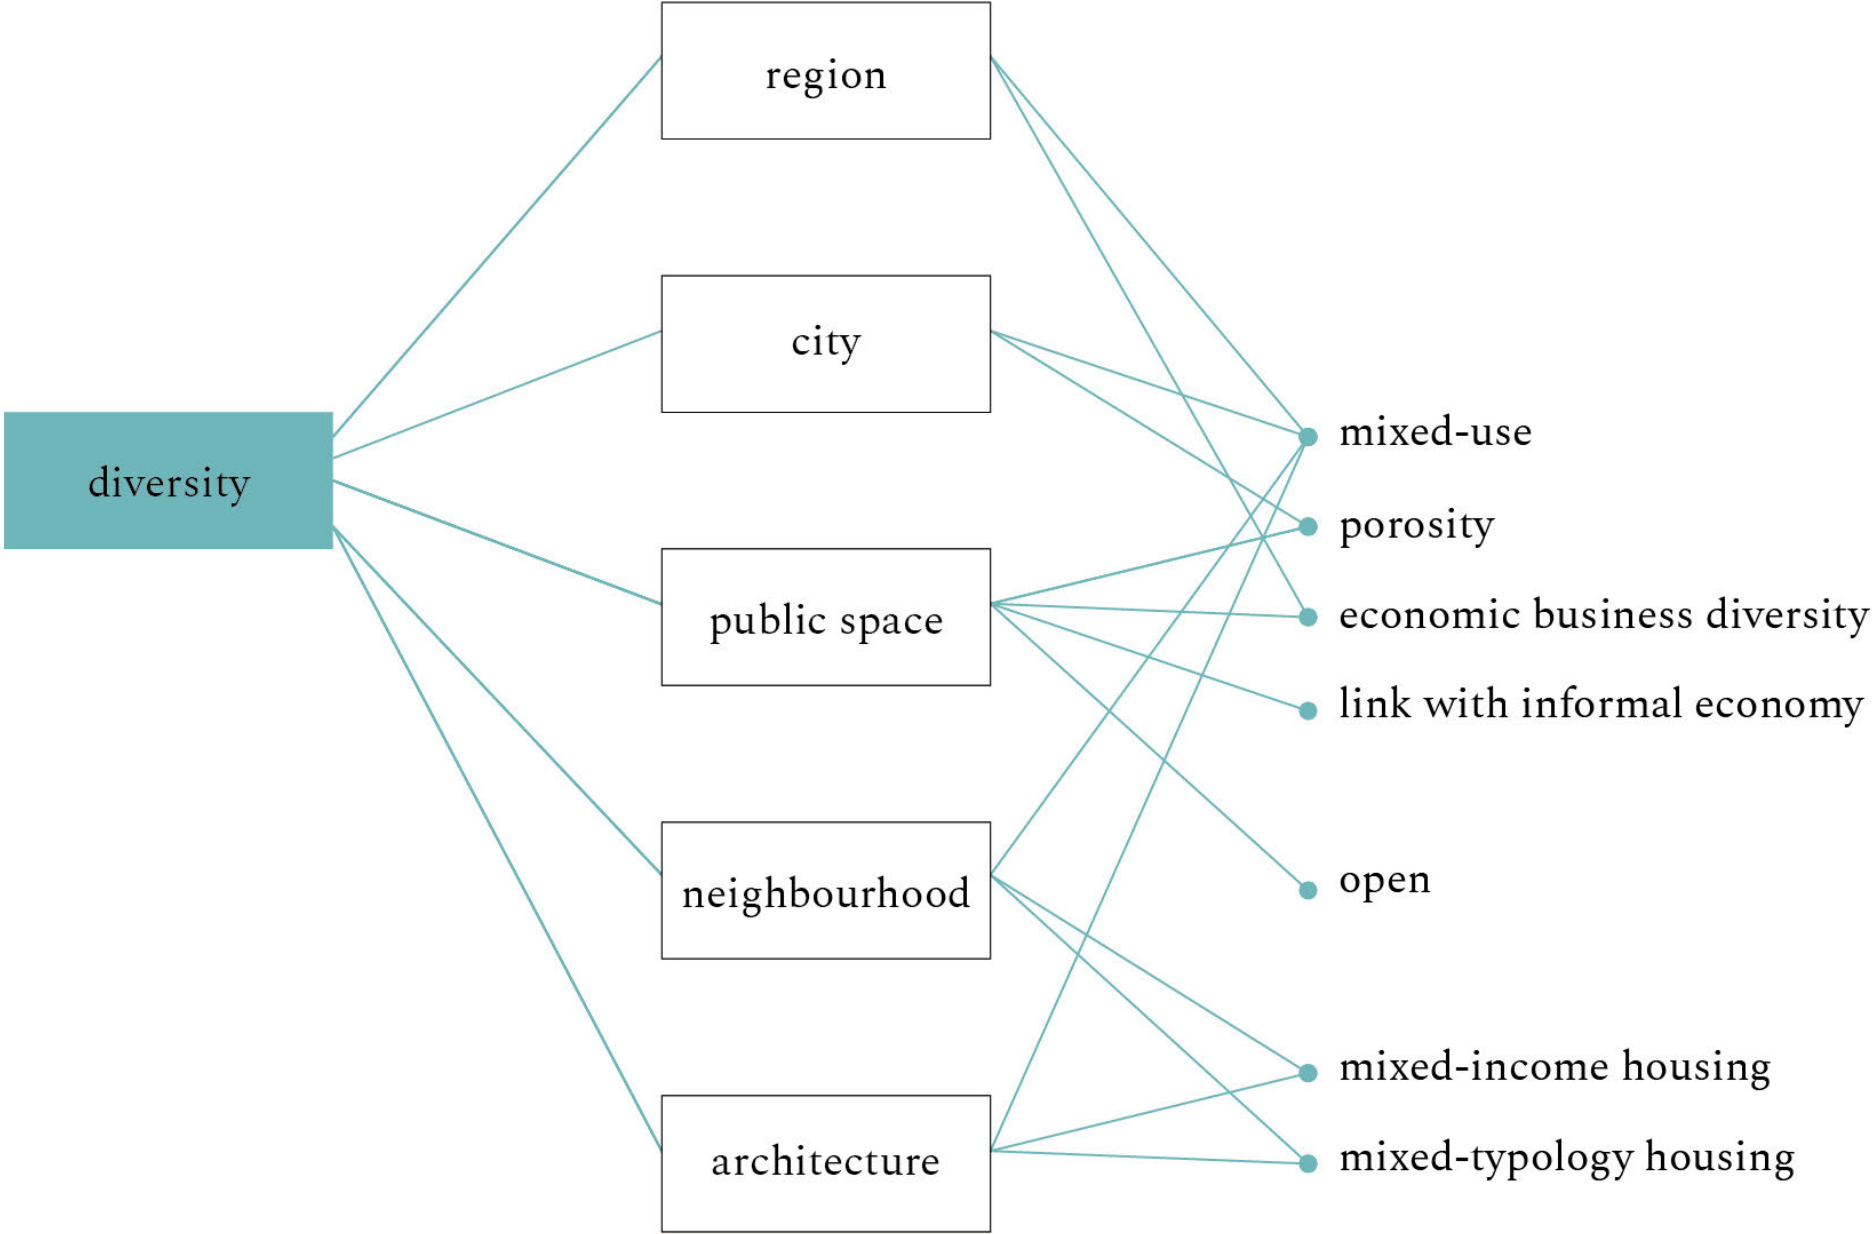 region
city
diversity
public space
neighbourhood
architecture
mixed-use
porosity
economic business diversity
link with informal economy
open
mixed-income housing
mixed-typology housing